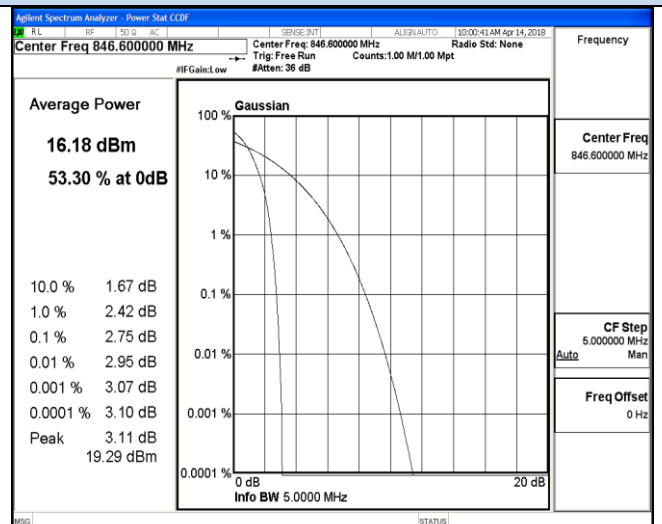 Agilent Spectrum Analyzer - Power Stat CCDF
RL RF 50 Ω AC SENSE:INT ALIGN AUTO 10:00:41 AM Apr 14, 2018
Center Freq 846.600000 MHz
Center Freq: 846.600000 MHz Radio Std: None
Trig: Free Run Counts:1.00 M/1.00 Mpt
#IFGain:Low #Atten: 36 dB
Frequency
Average Power
16.18 dBm
53.30 % at 0dB
10.0 % 1.67 dB
1.0 % 2.42 dB
0.1 % 2.75 dB
0.01 % 2.95 dB
0.001 % 3.07 dB
0.0001 % 3.10 dB
Peak 3.11 dB
19.29 dBm
Gaussian
100 %
10 %
1 %
0.1 %
0.01 %
0.001 %
0.0001 %
0 dB 20 dB
Info BW 5.0000 MHz
Center Freq
846.600000 MHz
CF Step
5.000000 MHz
Auto Man
Freq Offset
0 Hz
MSG STATUS